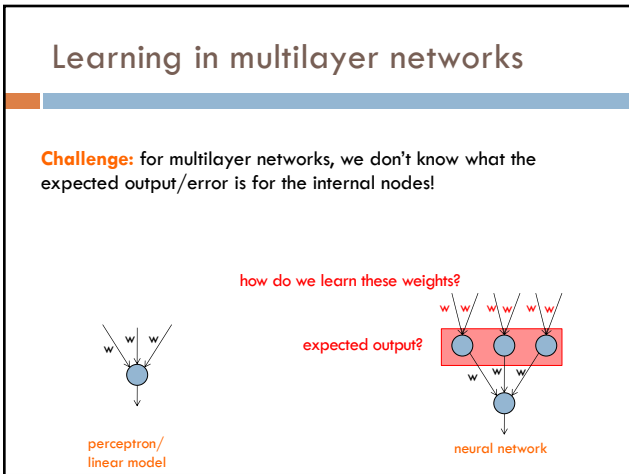 Learning in multilayer networks
Challenge: for multilayer networks, we don't know what the
expected output/error is for the internal nodes!
how do we learn these weights?
w w w w w w
expected output?
w w w
w w w
perceptron/
linear model
neural network